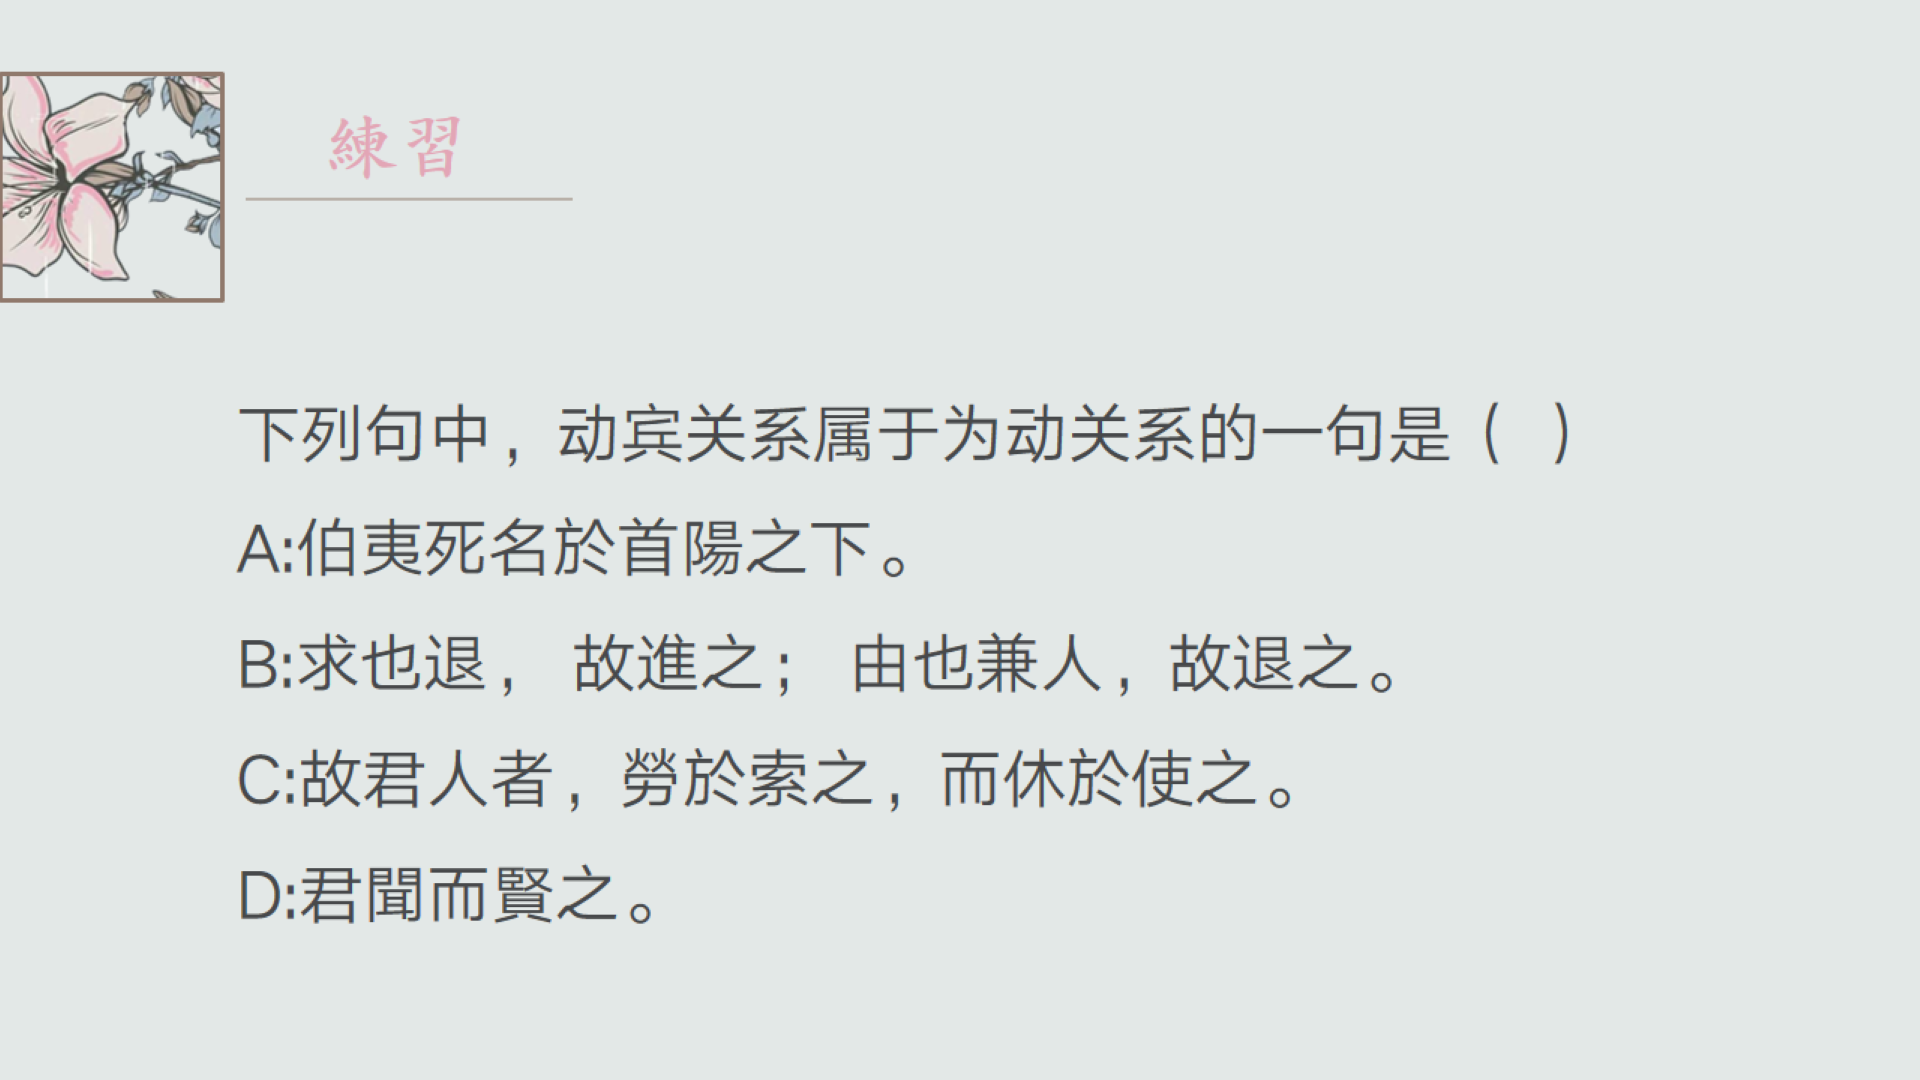 練習
下列句中，动宾关系属于为动关系的一句是（ ）
A:伯夷死名於首陽之下。
B:求也退， 故進之； 由也兼人，故退之。
C:故君人者，勞於索之，而休於使之。
D:君聞而賢之。